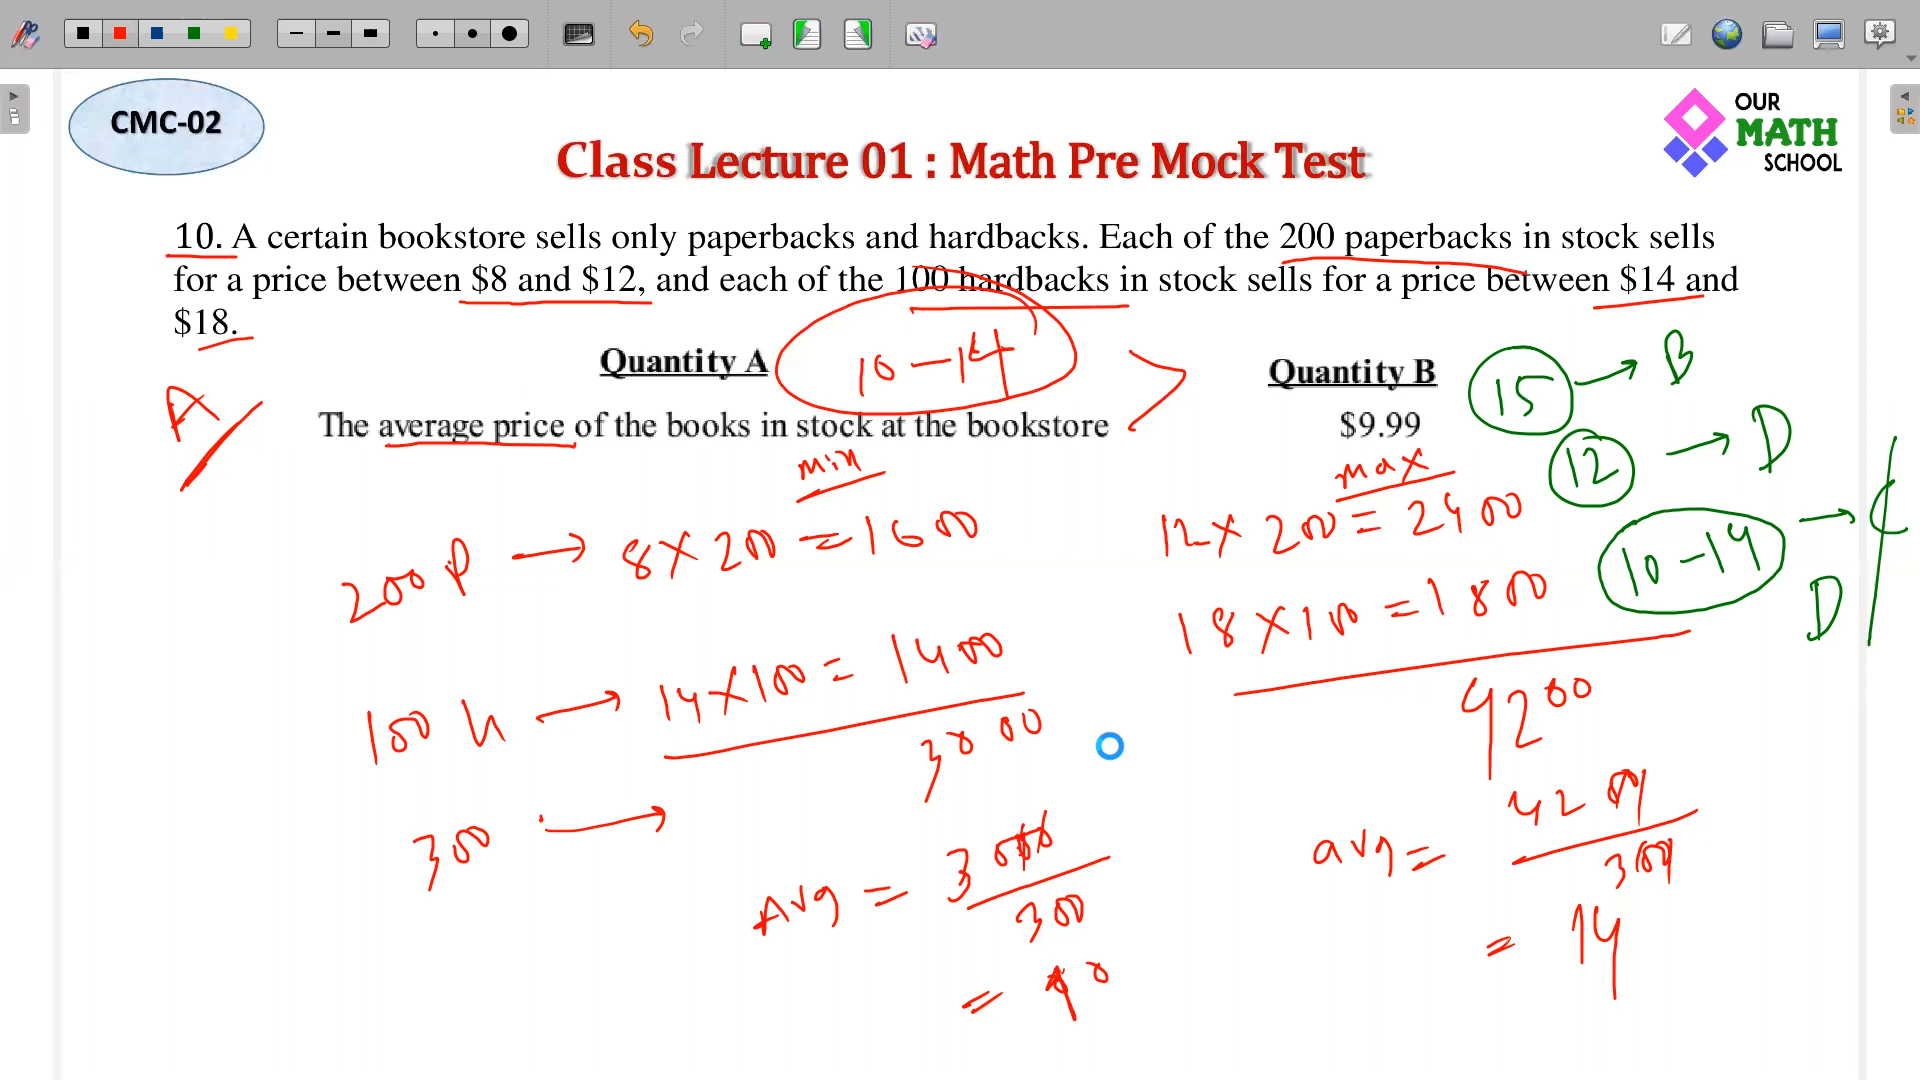 CMC-02
OUR
MATH
SCHOOL
Class Lecture 01 : Math Pre Mock Test
10. A certain bookstore sells only paperbacks and hardbacks. Each of the 200 paperbacks in stock sells
for a price between $8 and $12, and each of the 100 hardbacks in stock sells for a price between $14 and
$18.
Quantity A
10-14
Quantity B
15 → B
A
The average price of the books in stock at the bookstore
>
$9.99
12 → D
min
max
200 P → 8 × 200 = 1600
12 × 200 = 2400
10-14 → C
D
100 h → 14 × 100 = 1400
18 × 100 = 1800
3000
4200
300 →
Avg = 3000/300
avg = 4200/300
= 10
= 14